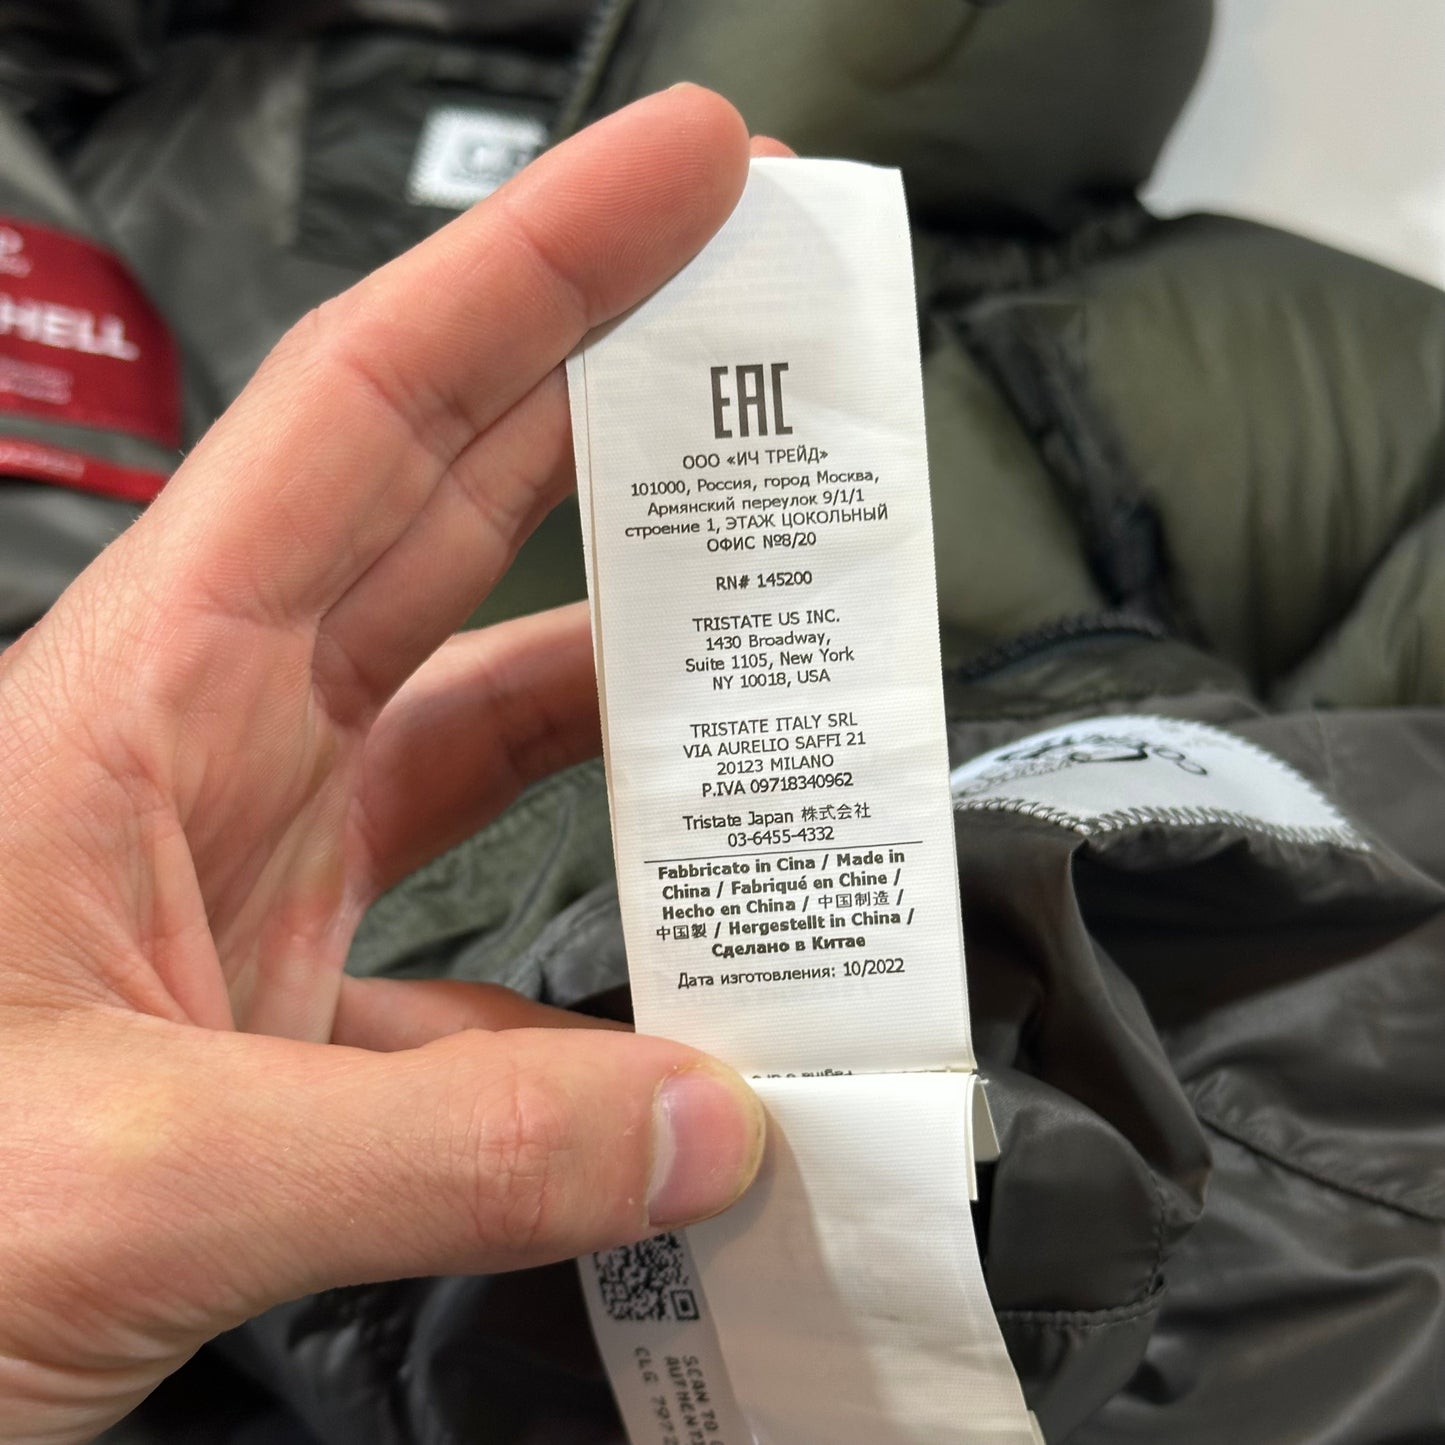 HELL
EAC
ООО «ИЧ ТРЕЙД»
101000, Россия, город Москва,
Армянский переулок 9/1/1
строение 1, ЭТАЖ ЦОКОЛЬНЫЙ
ОФИС №8/20
RN# 145200
TRISTATE US INC.
1430 Broadway,
Suite 1105, New York
NY 10018, USA
TRISTATE ITALY SRL
VIA AURELIO SAFFI 21
20123 MILANO
P.IVA 09718340962
Tristate Japan 株式会社
03-6455-4332
Fabbricato in Cina / Made in
China / Fabriqué en Chine /
Hecho en China / 中国制造 /
中国製 / Hergestellt in China /
Сделано в Китае
Дата изготовления: 10/2022
SCAN TO
CLG